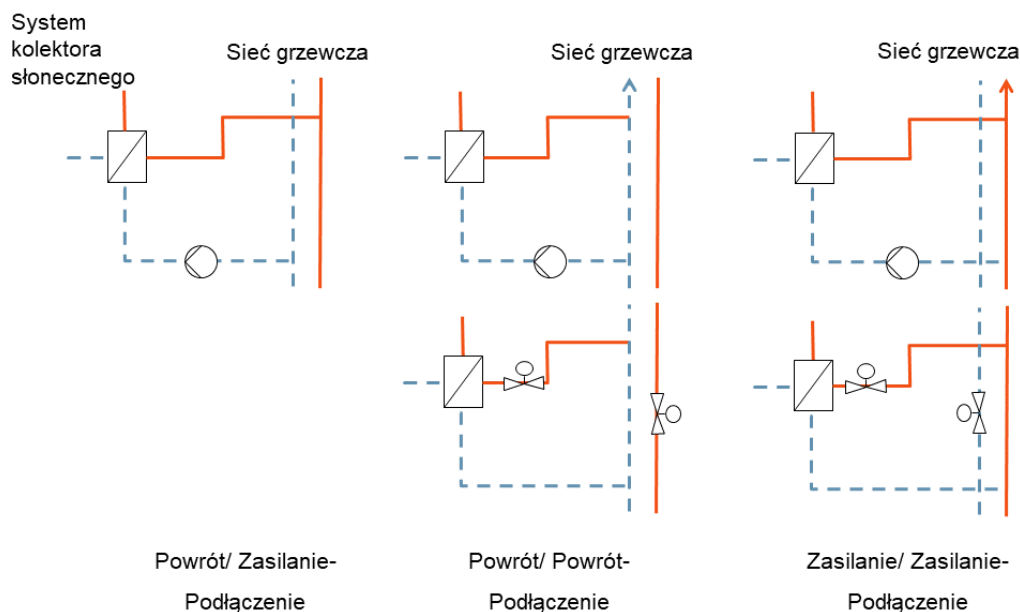 System
kolektora
słonecznego
Sieć grzewcza
Sieć grzewcza
Sieć grzewcza
Powrót/ Zasilanie-
Podłączenie
Powrót/ Powrót-
Podłączenie
Zasilanie/ Zasilanie-
Podłączenie